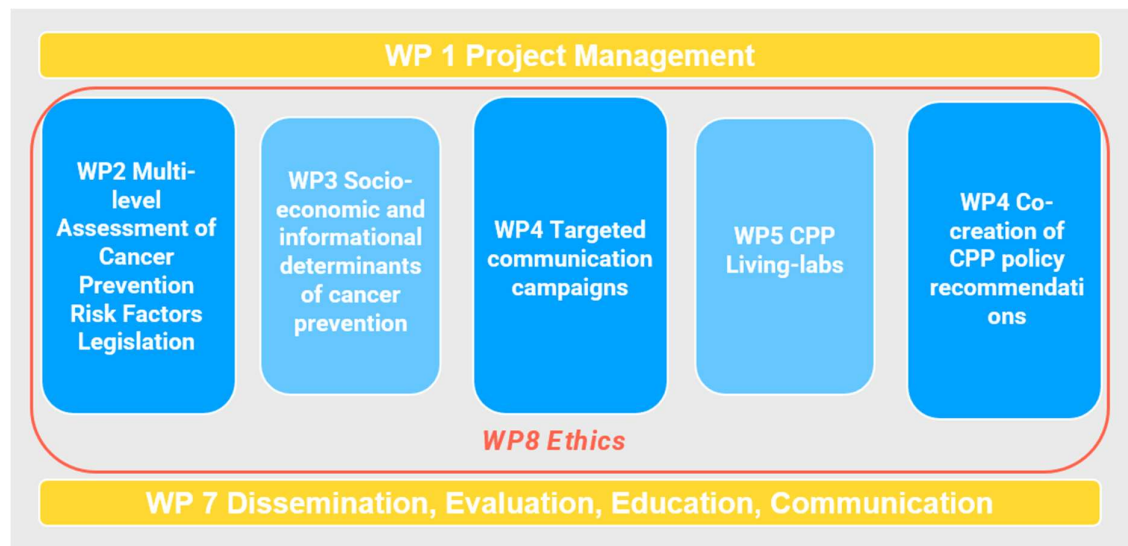 WP 1 Project Management
WP2 Multi-
level
Assessment of
Cancer
Prevention
Risk Factors
Legislation
WP3 Socio-
economic and
informational
determinants
of cancer
prevention
WP4 Targeted
communication
campaigns
WP5 CPP
Living-labs
WP4 Co-
creation of
CPP policy
recommendati
ons
WP8 Ethics
WP 7 Dissemination, Evaluation, Education, Communication